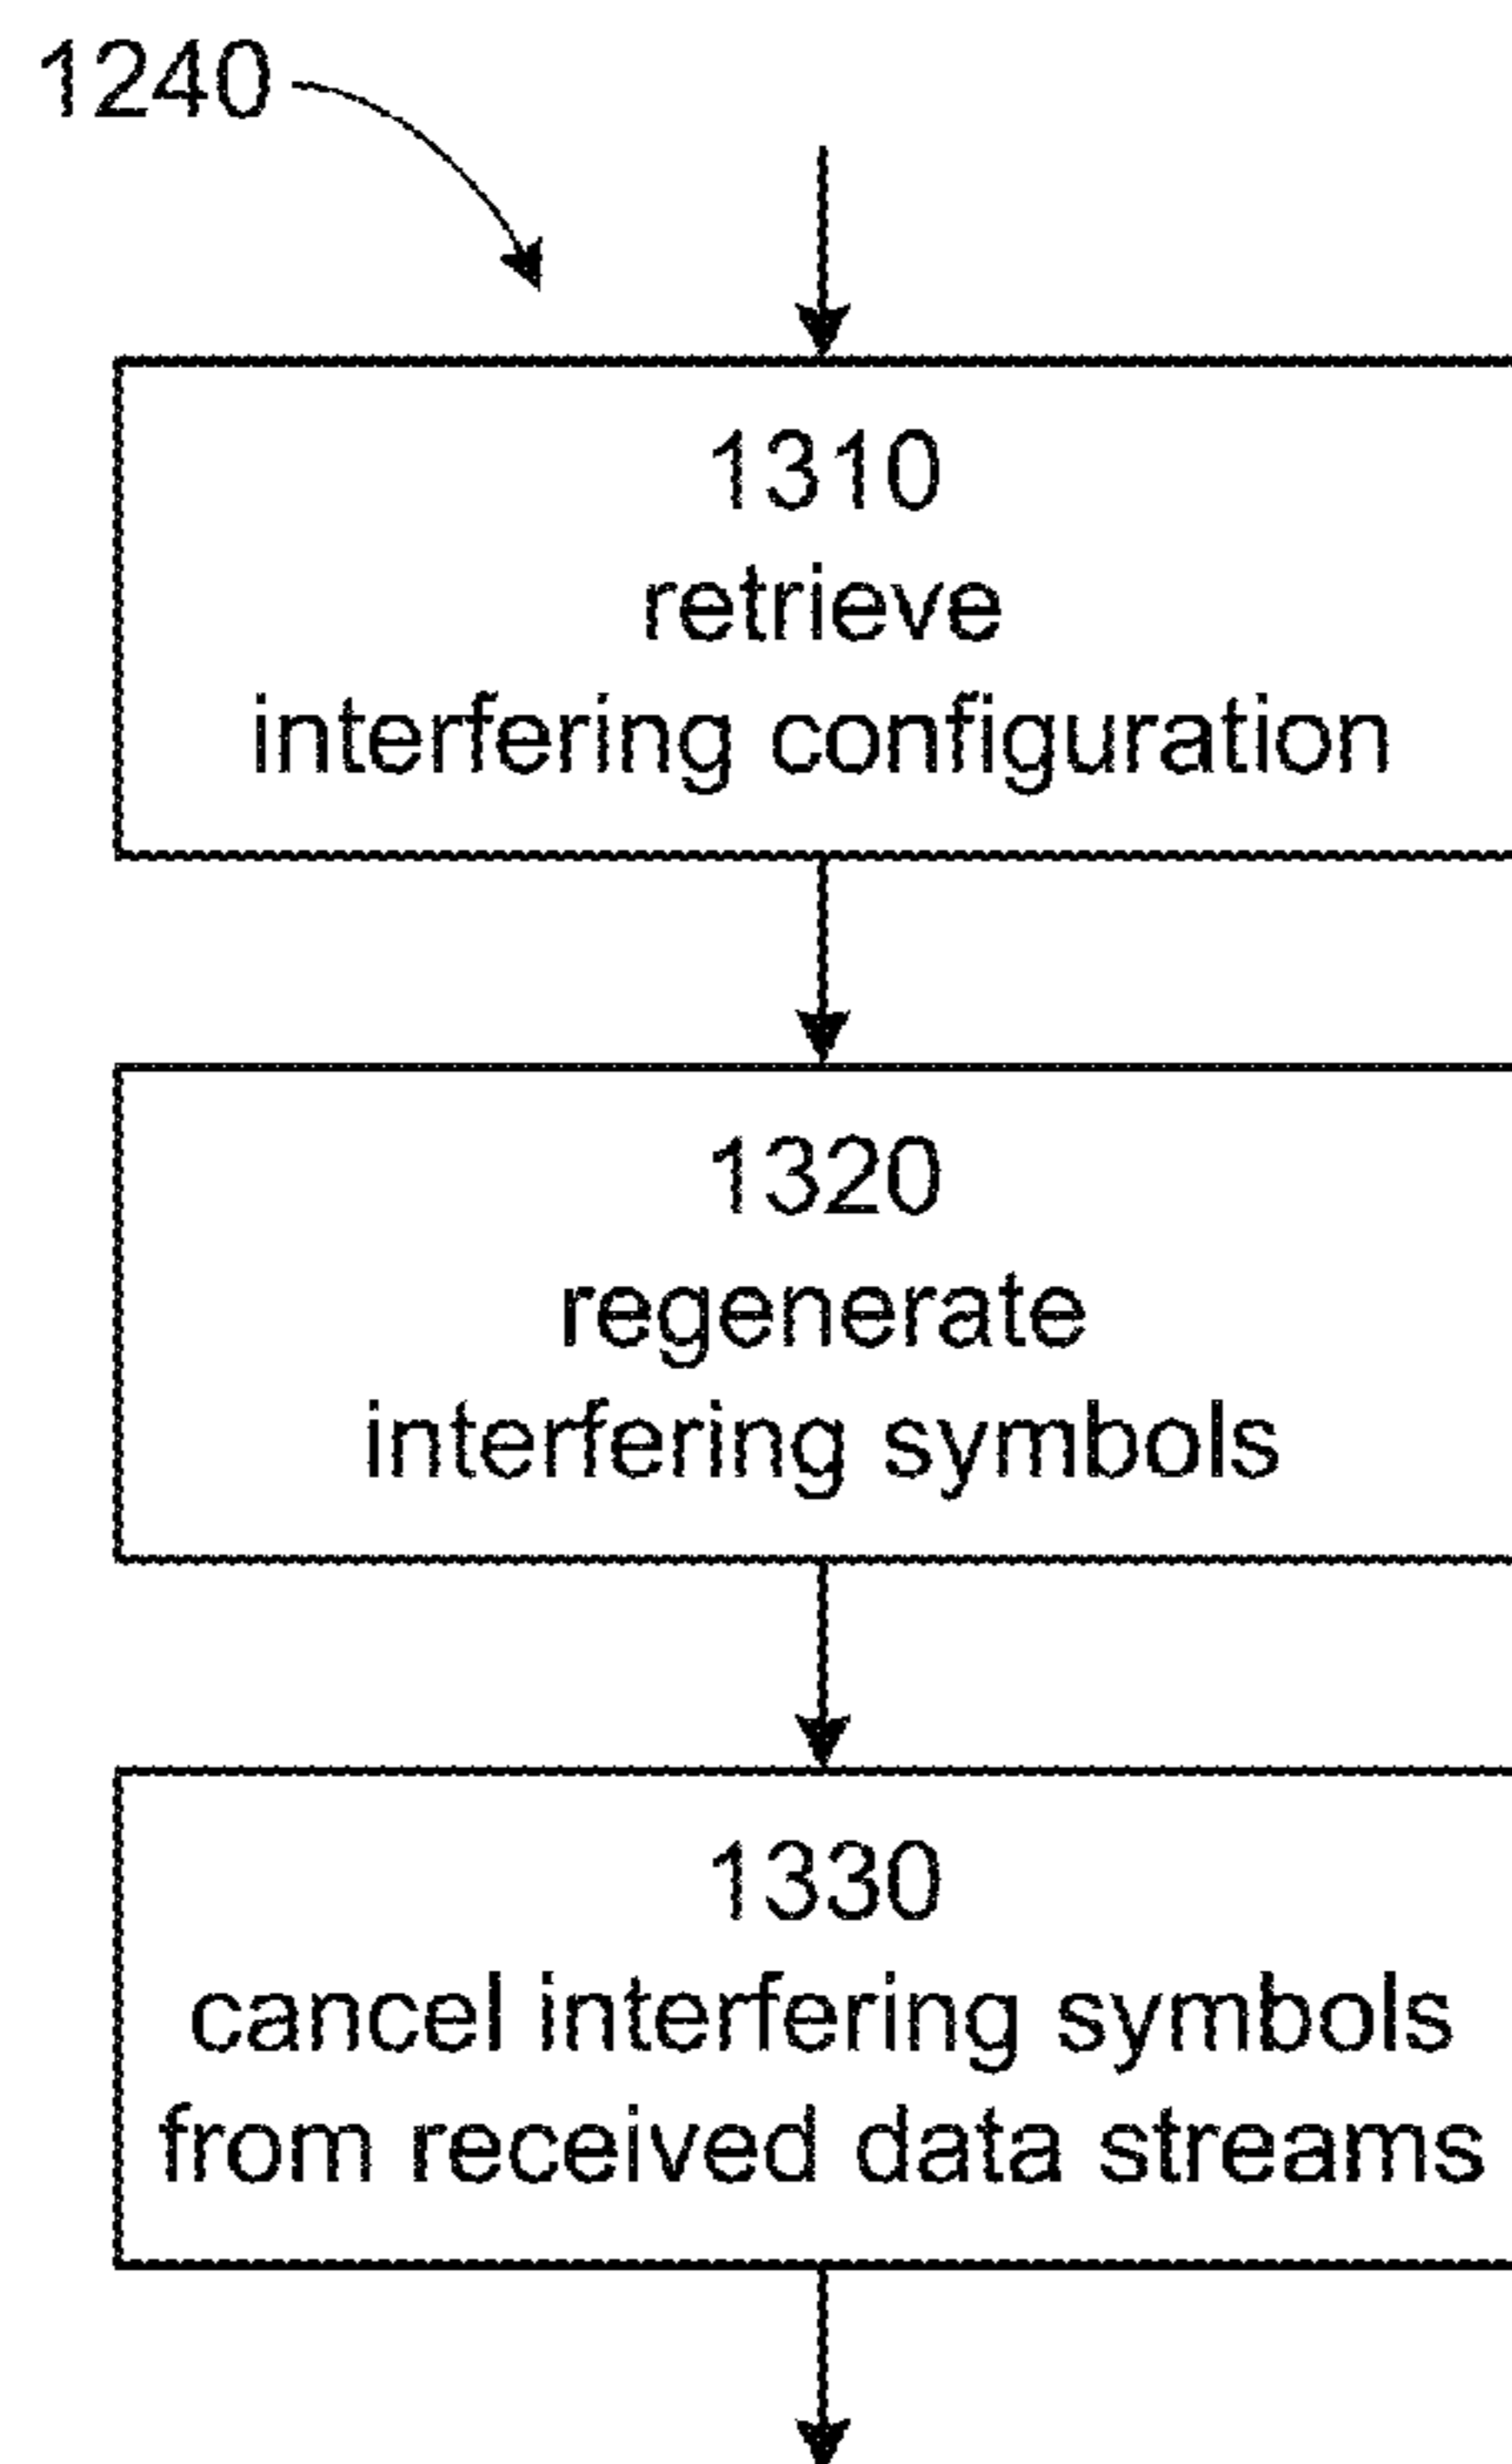 1240
1310
retrieve
interfering configuration
1320
regenerate
interfering symbols
1330
cancel interfering symbols
from received data streams